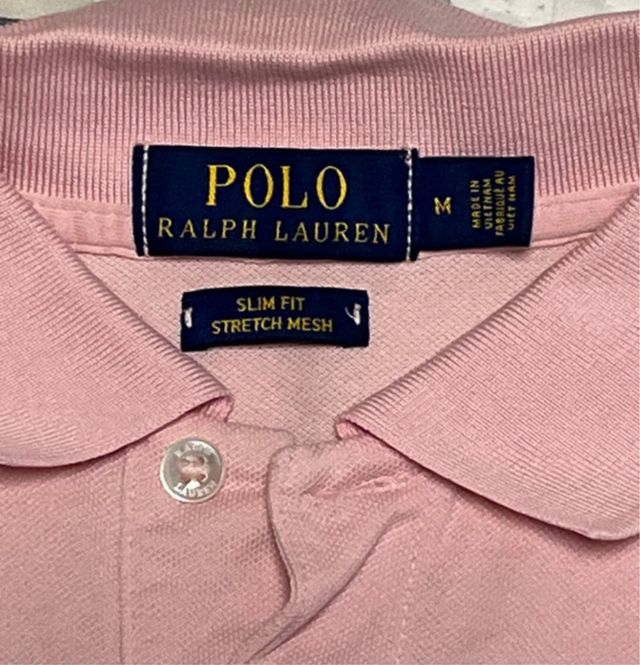 POLO
RALPH LAUREN
M
MADE IN
VIETNAM
FABRIQUÉ AU
VIET NAM
SLIM FIT
STRETCH MESH
RALPH
LAUREN